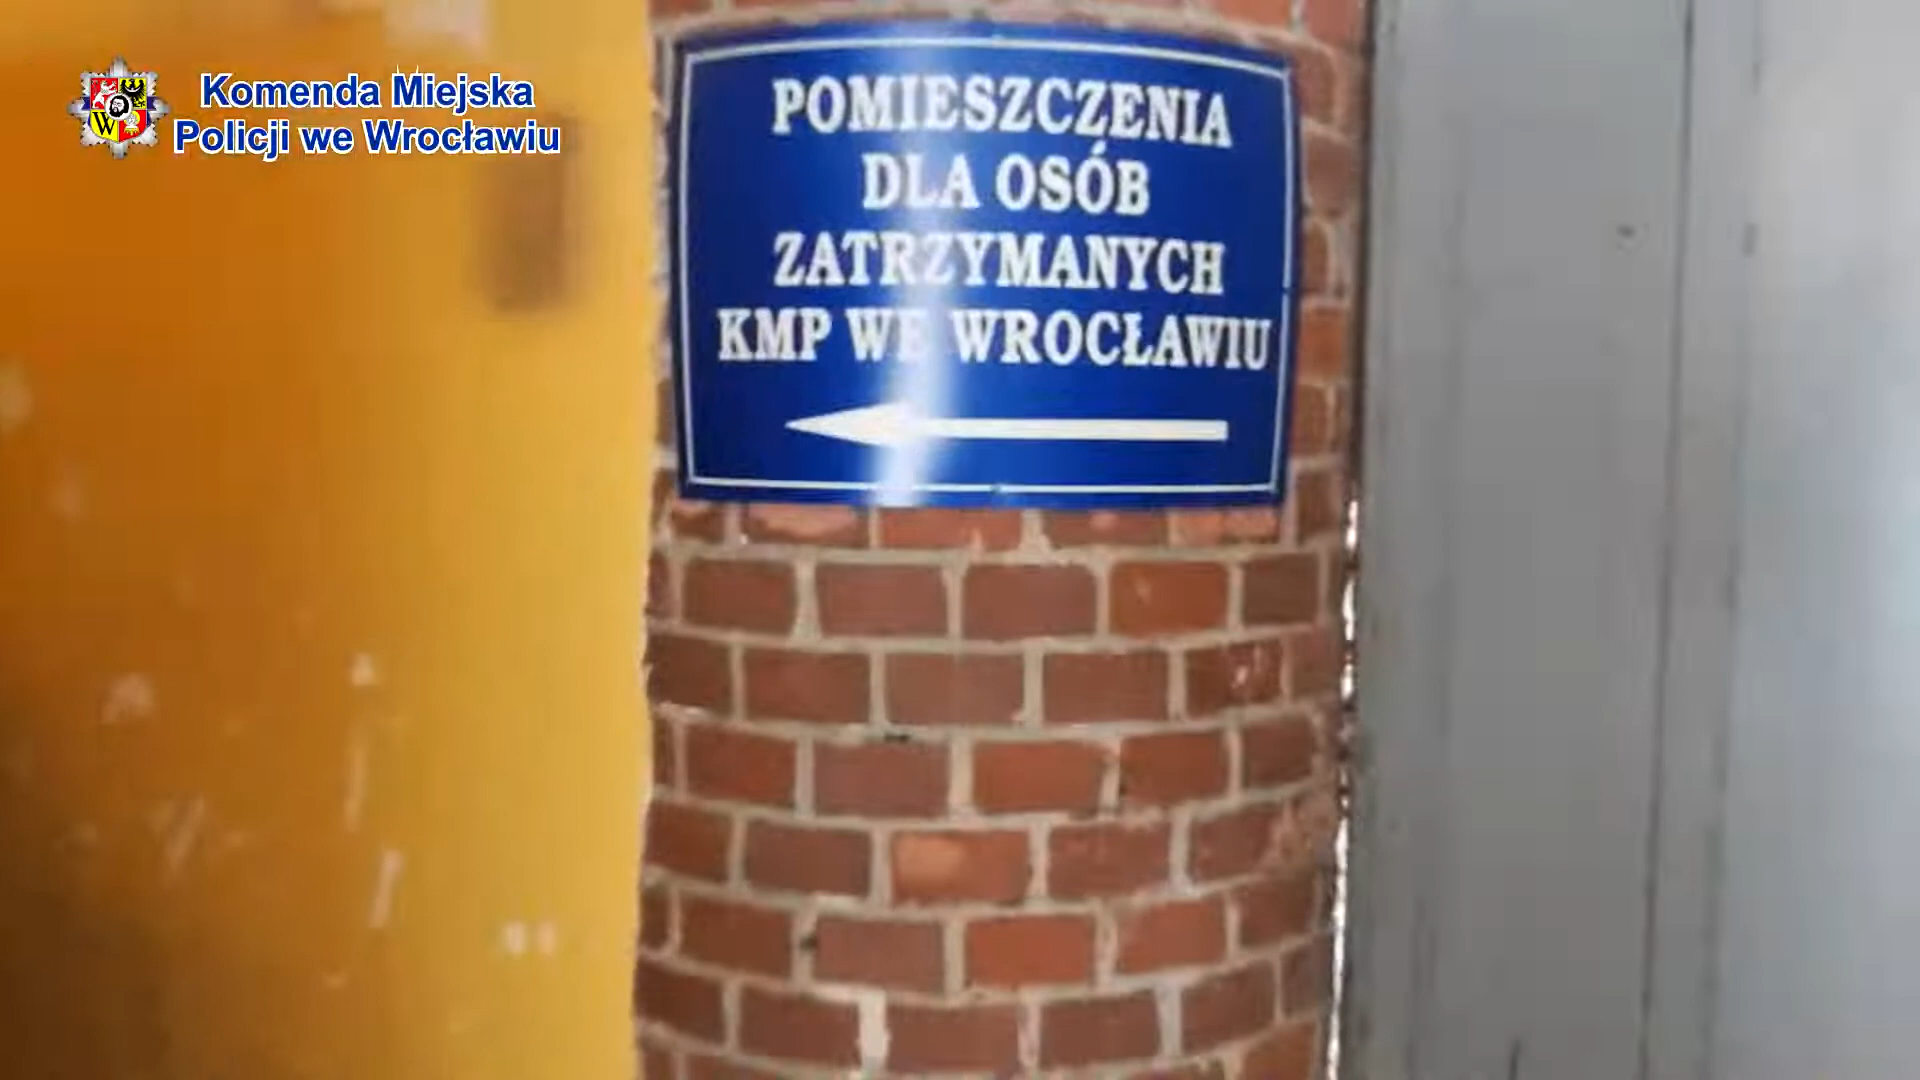 Komenda Miejska
Policji we Wrocławiu
POMIESZCZENIA
DLA OSÓB
ZATRZYMANYCH
KMP WE WROCŁAWIU